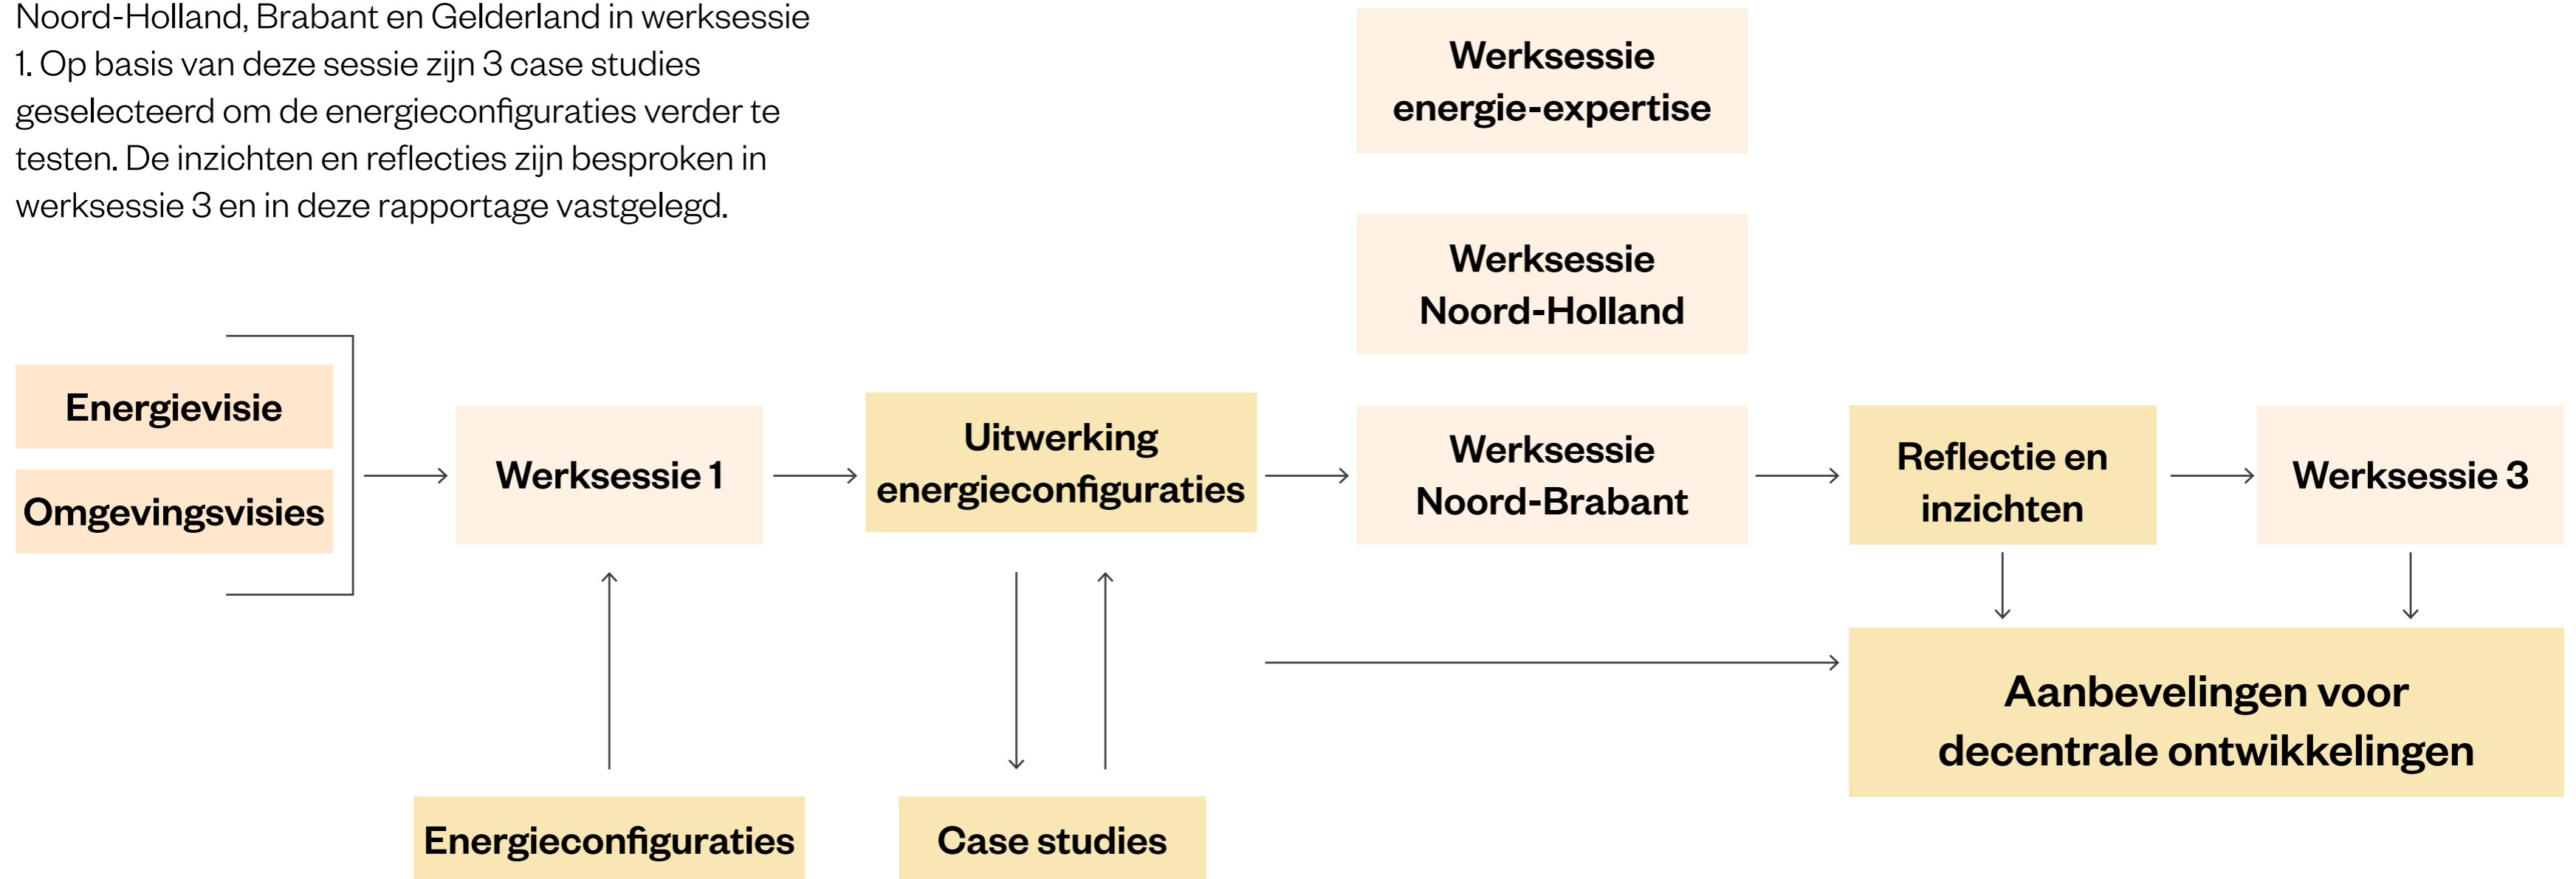 Noord-Holland, Brabant en Gelderland in werksessie
1. Op basis van deze sessie zijn 3 case studies
geselecteerd om de energieconfiguraties verder te
testen. De inzichten en reflecties zijn besproken in
werksessie 3 en in deze rapportage vastgelegd.
Werksessie
energie-expertise
Werksessie
Noord-Holland
Energievisie
Omgevingsvisies
Werksessie 1
Uitwerking
energieconfiguraties
Werksessie
Noord-Brabant
Reflectie en
inzichten
Werksessie 3
Aanbevelingen voor
decentrale ontwikkelingen
Energieconfiguraties
Case studies